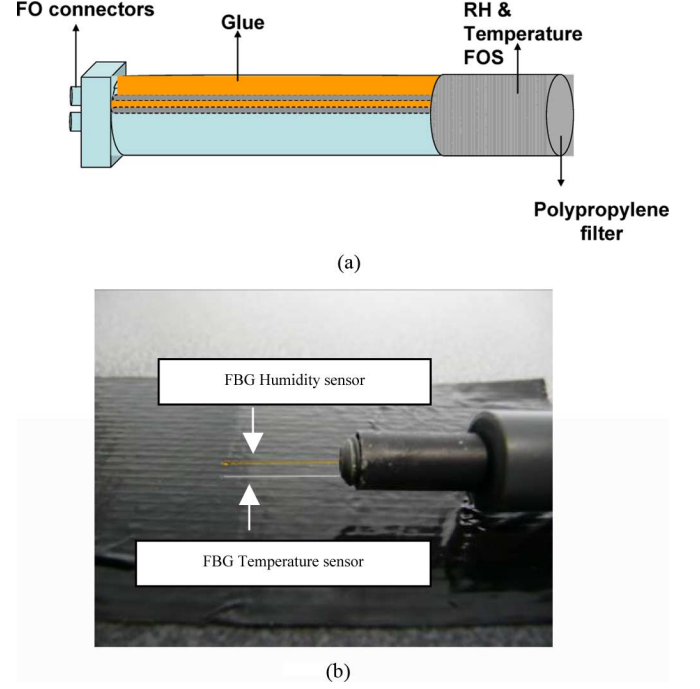 FO connectors
Glue
RH &
Temperature
FOS
Polypropylene
filter
(a)
FBG Humidity sensor
FBG Temperature sensor
(b)